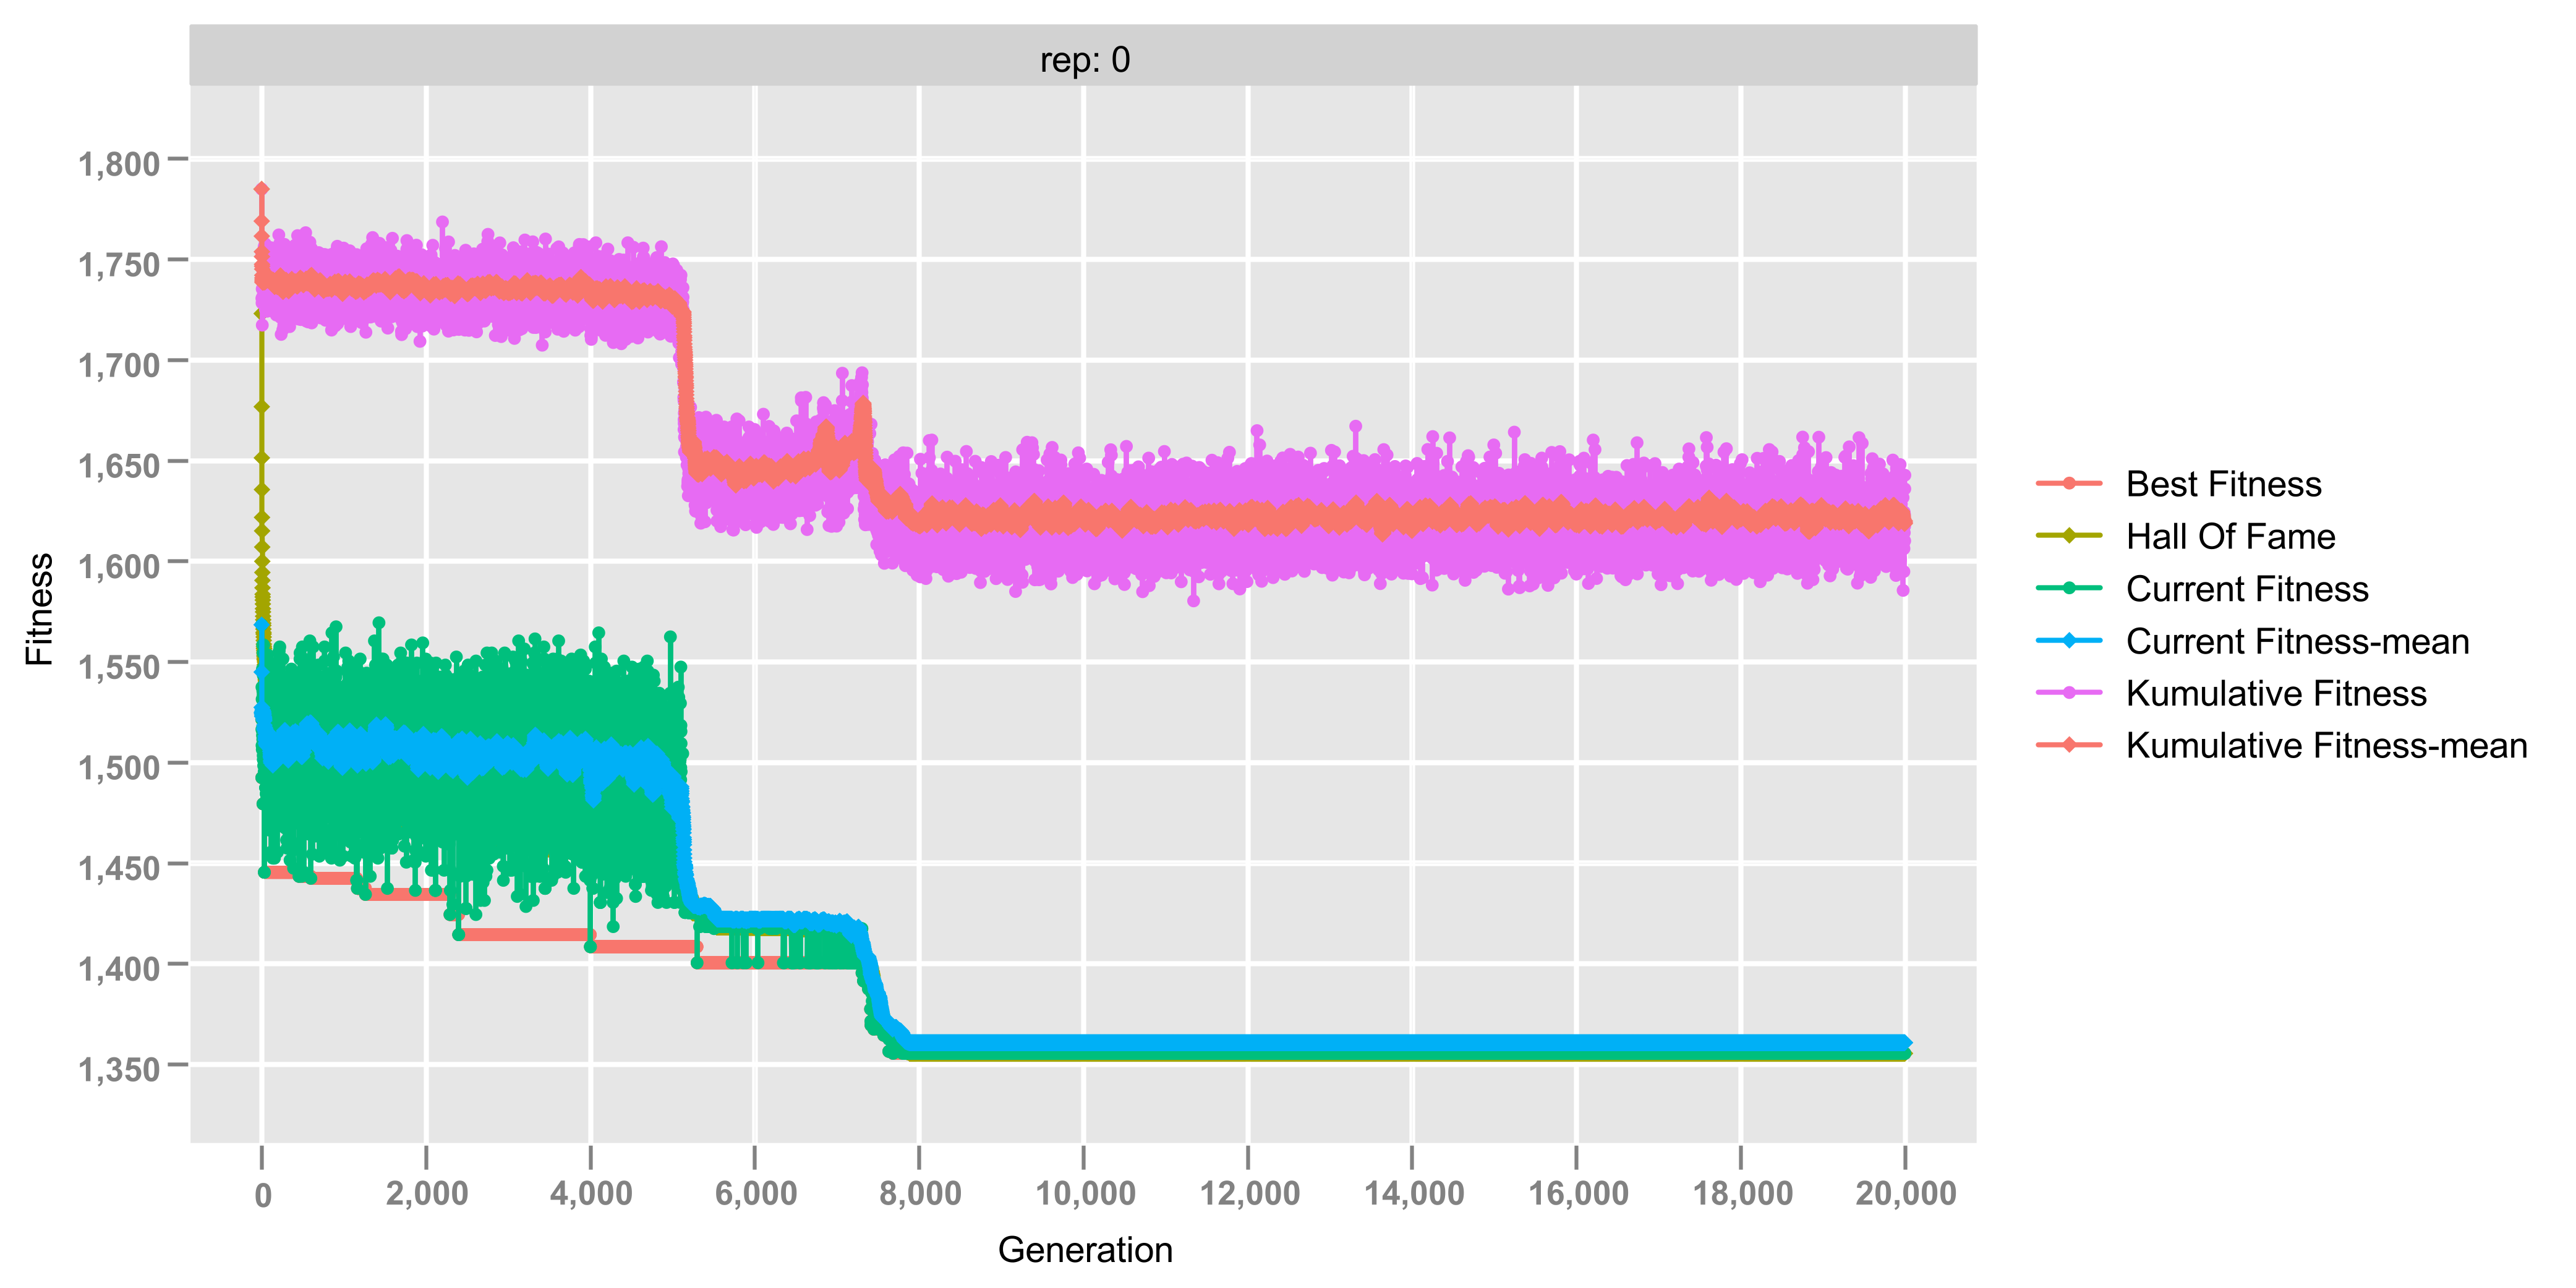 rep: 0
1,800
1,750
1,700
1,650
1,600
1,550
1,500
1,450
1,400
1,350
Fitness
0
2,000
4,000
6,000
8,000
10,000
12,000
14,000
16,000
18,000
20,000
Generation
Best Fitness
Hall Of Fame
Current Fitness
Current Fitness-mean
Kumulative Fitness
Kumulative Fitness-mean